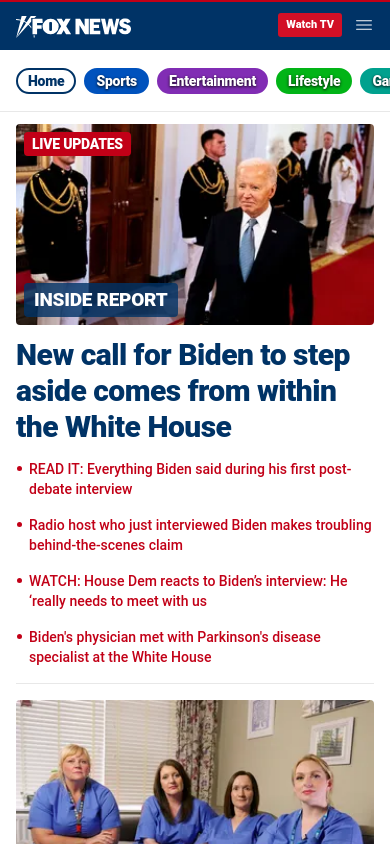 FOX NEWS
Watch TV
Home
Sports
Entertainment
Lifestyle
LIVE UPDATES
INSIDE REPORT
New call for Biden to step
aside comes from within
the White House
READ IT: Everything Biden said during his first post-
debate interview
Radio host who just interviewed Biden makes troubling
behind-the-scenes claim
WATCH: House Dem reacts to Biden’s interview: He
‘really needs to meet with us
Biden's physician met with Parkinson's disease
specialist at the White House